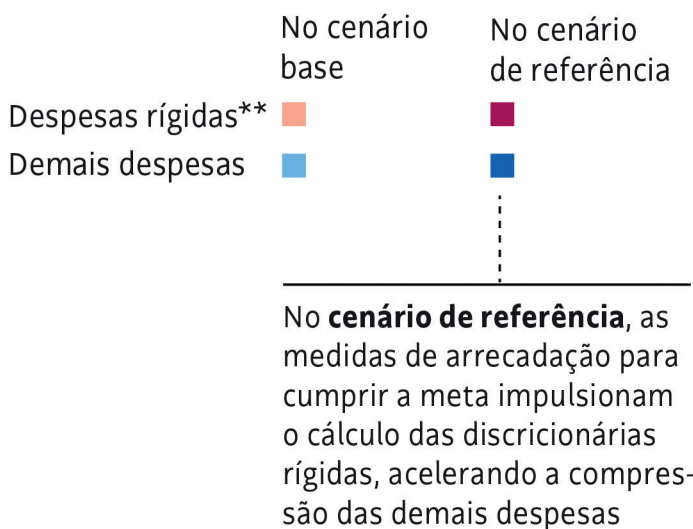 No cenário
base
No cenário
de referência
Despesas rígidas**
Demais despesas
No cenário de referência, as
medidas de arrecadação para
cumprir a meta impulsionam
o cálculo das discricionárias
rígidas, acelerando a compres-
são das demais despesas